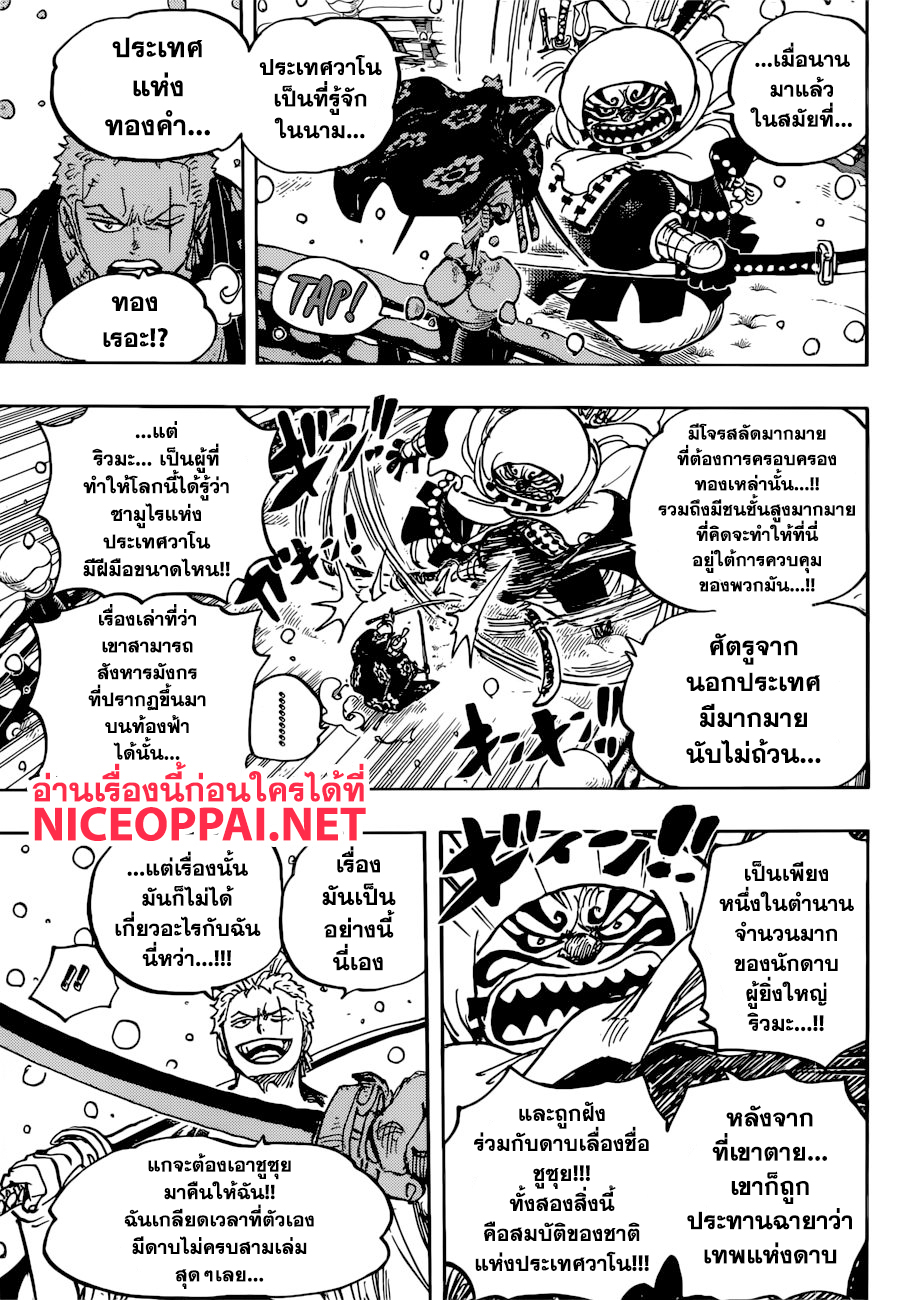 ...เมื่อนาน
มาแล้ว
ในสมัยที่...
ประเทศวาโน
เป็นที่รู้จัก
ในนาม...
TAP!
ประเทศ
แห่ง
ทองคำ...
ทอง
เรอะ!?
มีโจรสลัดมากมาย
ที่ต้องการครอบครอง
ทองเหล่านั้น...!!
รวมถึงมีชนชั้นสูงมากมาย
ที่คิดจะทำให้ที่นี่
อยู่ใต้การควบคุม
ของพวกมัน...!!
ศัตรูจาก
นอกประเทศ
มีมากมาย
นับไม่ถ้วน...
ガギン!!
キーキン!!
...แต่
ริวมะ... เป็นผู้ที่
ทำให้โลกนี้ได้รู้ว่า
ซามูไรแห่ง
ประเทศวาโน
มีฝีมือขนาดไหน!!
เรื่องเล่าที่ว่า
เขาสามารถ
สังหารมังกร
ที่ปรากฏขึ้นมา
บนท้องฟ้า
ได้นั้น...
อ่านเรื่องนี้ก่อนใครได้ที่
NICEOPPAI.NET
ギィン!!
เป็นเพียง
หนึ่งในตำนาน
จำนวนมาก
ของนักดาบ
ผู้ยิ่งใหญ่
ริวมะ...!!
หลังจาก
ที่เขาตาย...
เขาก็ถูก
ประทานฉายาว่า
เทพแห่งดาบ
และถูกฝัง
ร่วมกับดาบเลื่องชื่อ
ชูซุย!!!
ทั้งสองสิ่งนี้
คือสมบัติของชาติ
แห่งประเทศวาโน!!!
เรื่อง
มันเป็น
อย่างนี้
นี่เอง
...แต่เรื่องนั้น
มันก็ไม่ได้
เกี่ยวอะไรกับฉัน
นี่หว่า...!!!
!!
แกจะต้องเอาชูซุย
มาคืนให้ฉัน!!
ฉันเกลียดเวลาที่ตัวเอง
มีดาบไม่ครบสามเล่ม
สุดๆเลย...